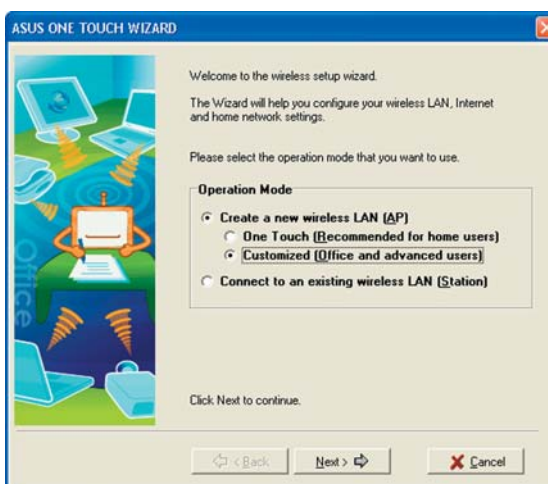 ASUS ONE TOUCH WIZARD
Welcome to the wireless setup wizard.
The Wizard will help you configure your wireless LAN, Internet
and home network settings.
Please select the operation mode that you want to use.
Operation Mode
Create a new wireless LAN (AP)
One Touch (Recommended for home users)
Customized (Office and advanced users)
Connect to an existing wireless LAN (Station)
Office
Click Next to continue.
< Back
Next >
Cancel